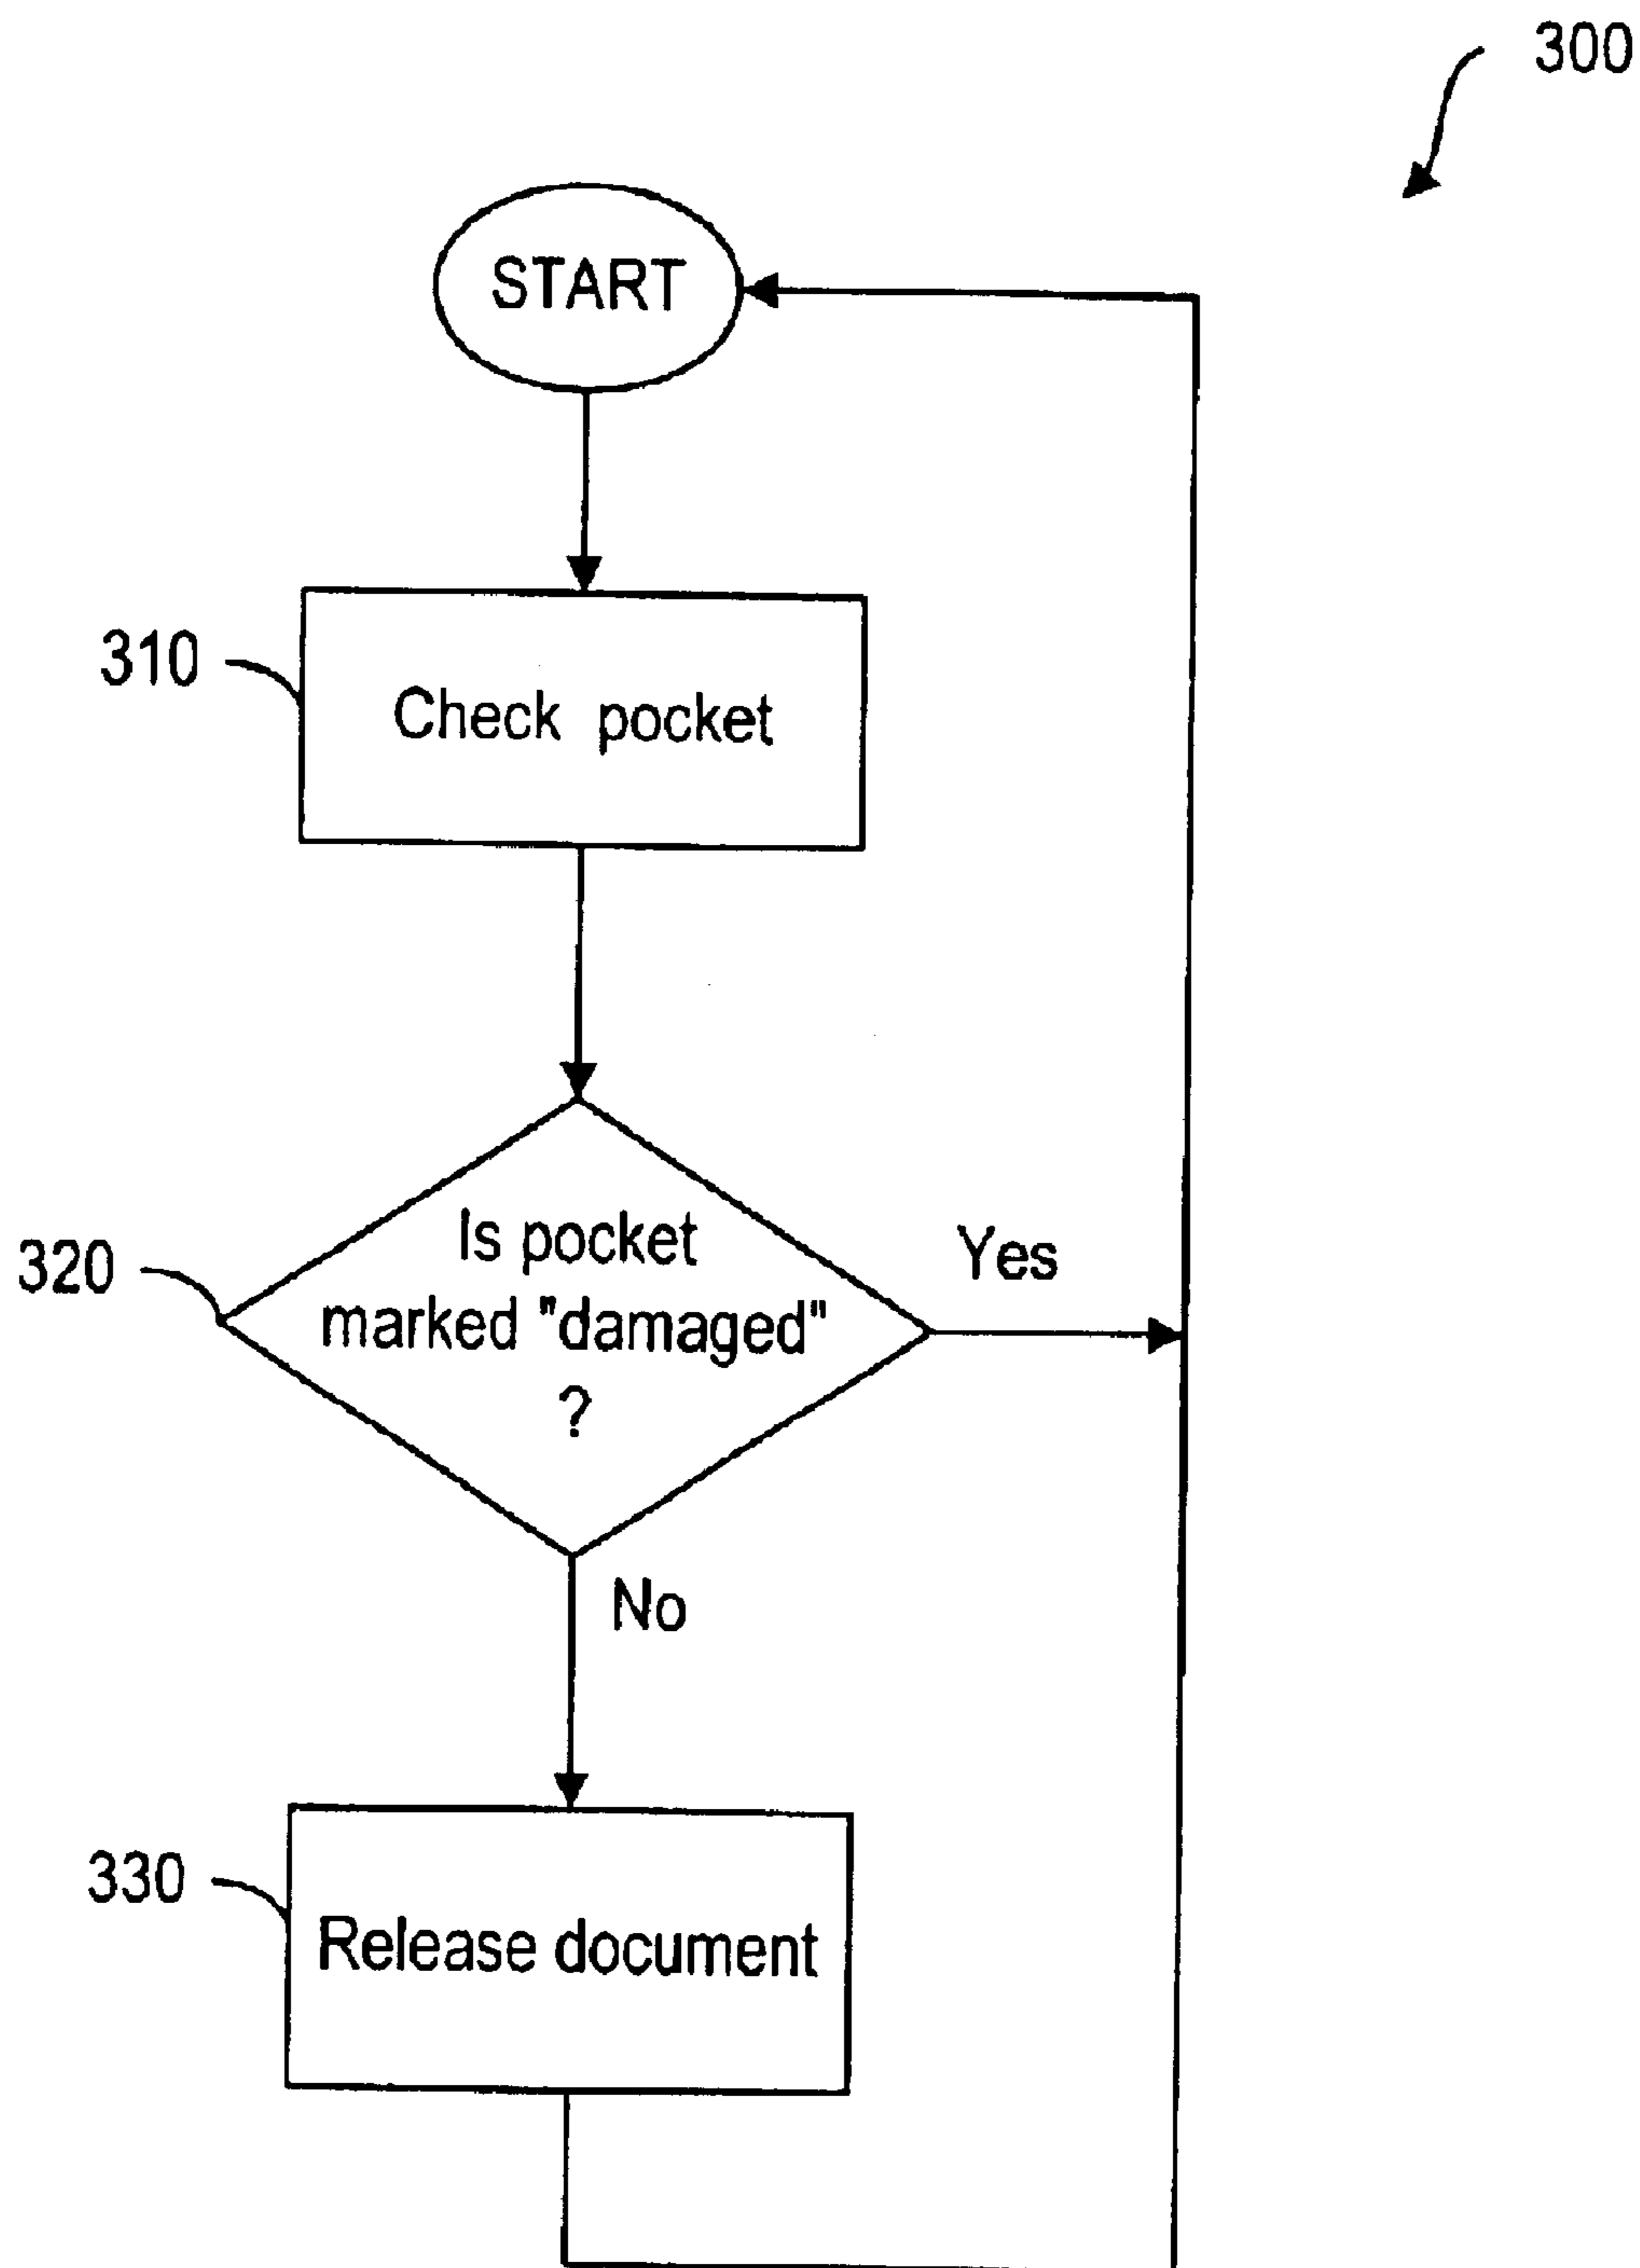 300
START
310
Check pocket
320
Is pocket
marked "damaged"
?
Yes
No
330
Release document